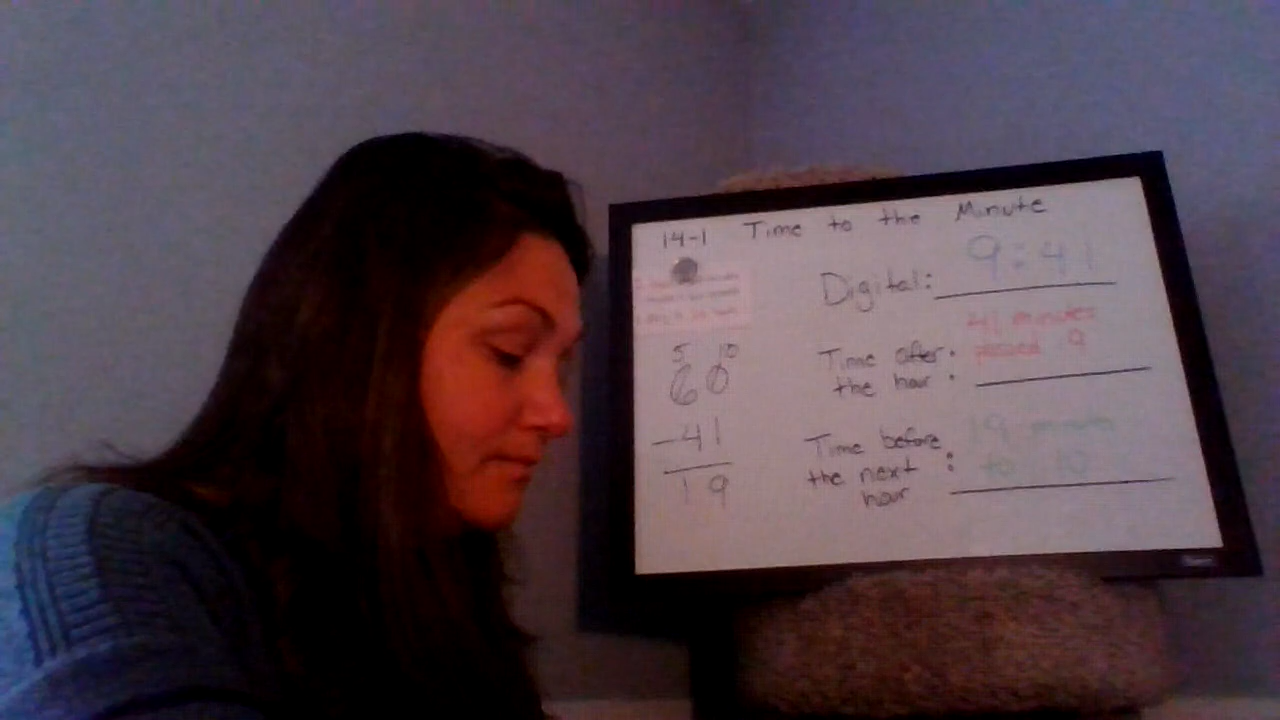 14-1 Time to the Minute
Digital: 9:41
41 minutes
Time after : passed 9
the hour
5 10
60
-41
19
Time before : 19 minutes
the next to 10
hour